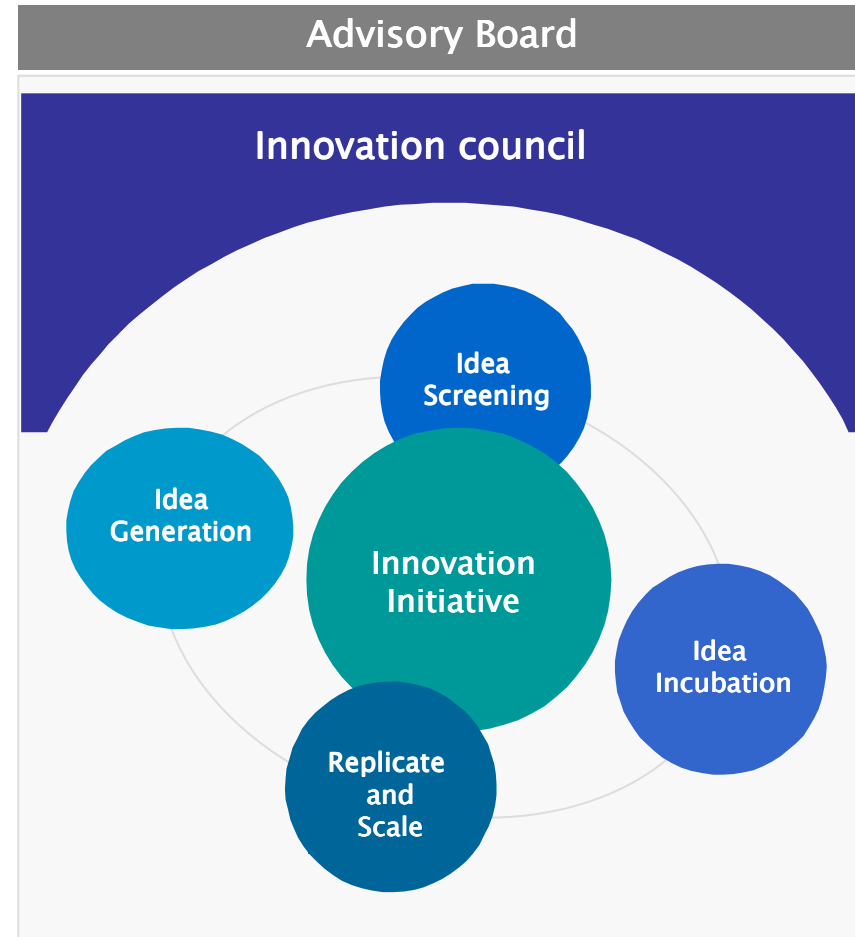 Advisory Board
Innovation council
Idea
Screening
Idea
Generation
Innovation
Initiative
Idea
Incubation
Replicate
and
Scale